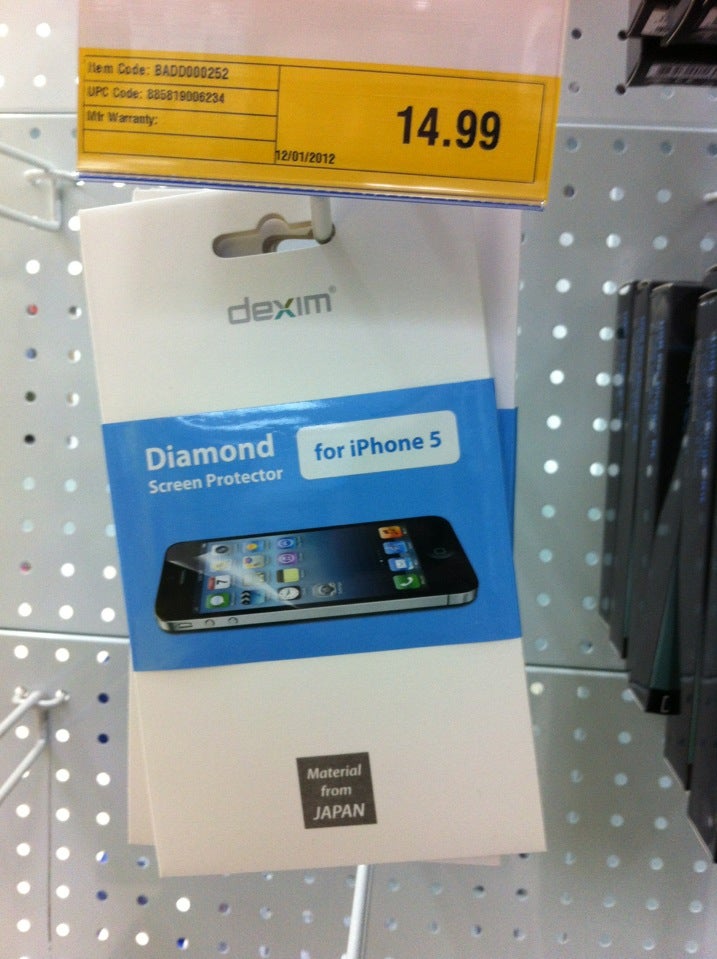 Item Code: BADD000252
UPC Code: 885819006234
Mfr Warranty:
14.99
12/01/2012
dexim®
Diamond
Screen Protector
for iPhone 5
7
Material
from
JAPAN